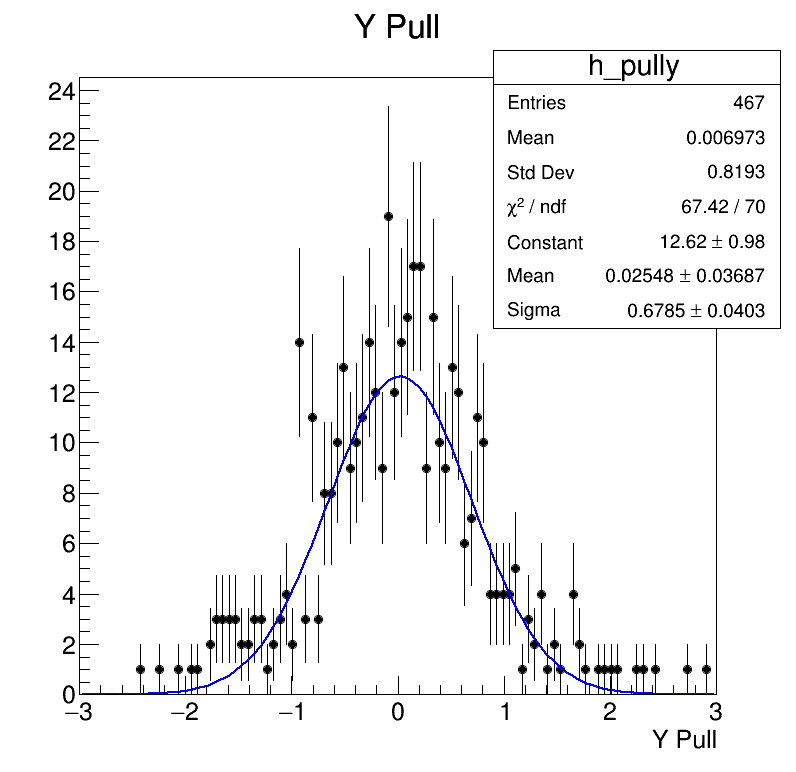 Y Pull
h_pully
Entries 467
Mean 0.006973
Std Dev 0.8193
χ² / ndf 67.42 / 70
Constant 12.62 ± 0.98
Mean 0.02548 ± 0.03687
Sigma 0.6785 ± 0.0403
24
22
20
18
16
14
12
10
8
6
4
2
0
−3 −2 −1 0 1 2 3
Y Pull